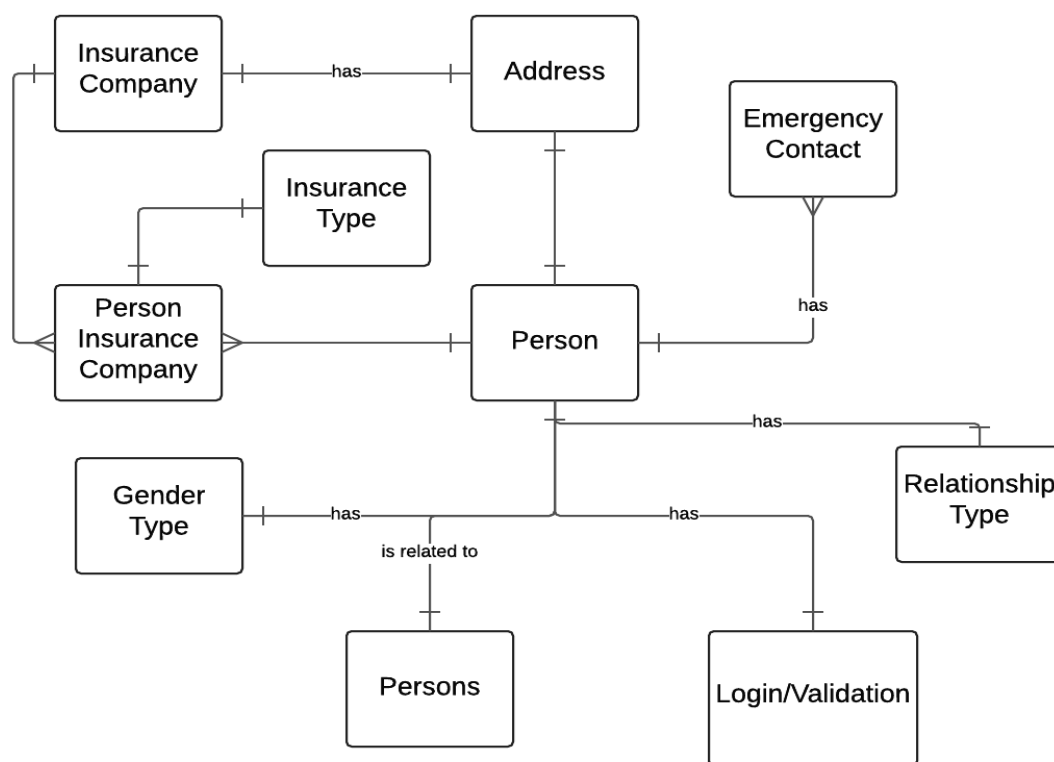 Insurance
Company
has
Address
Emergency
Contact
Insurance
Type
Person
Insurance
Company
Person
has
has
Gender
Type
has
is related to
has
Relationship
Type
Persons
Login/Validation